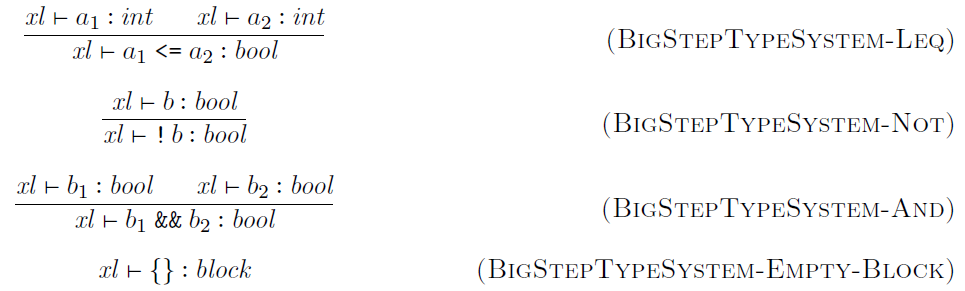 xl ⊢ a₁ : int    xl ⊢ a₂ : int
xl ⊢ a₁ <= a₂ : bool (BIGSTEPTYPESYSTEM-LEQ)
xl ⊢ b : bool
xl ⊢ ! b : bool (BIGSTEPTYPESYSTEM-NOT)
xl ⊢ b₁ : bool    xl ⊢ b₂ : bool
xl ⊢ b₁ && b₂ : bool (BIGSTEPTYPESYSTEM-AND)
xl ⊢ {} : block (BIGSTEPTYPESYSTEM-EMPTY-BLOCK)